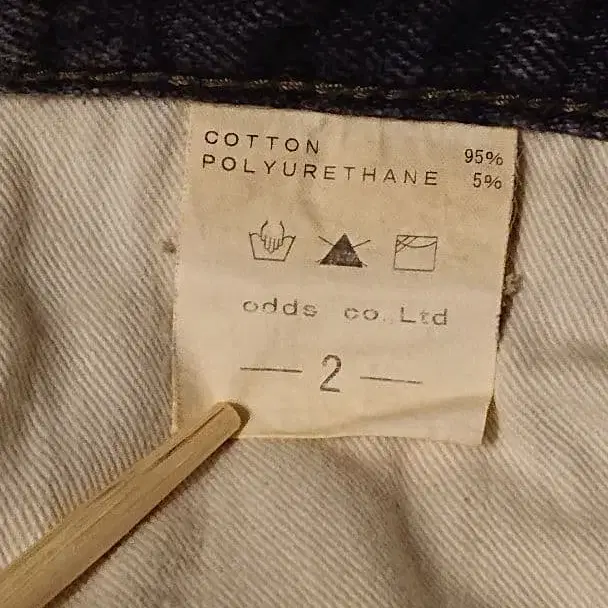 COTTON 95%
POLYURETHANE 5%
odds co.,Ltd
— 2 —